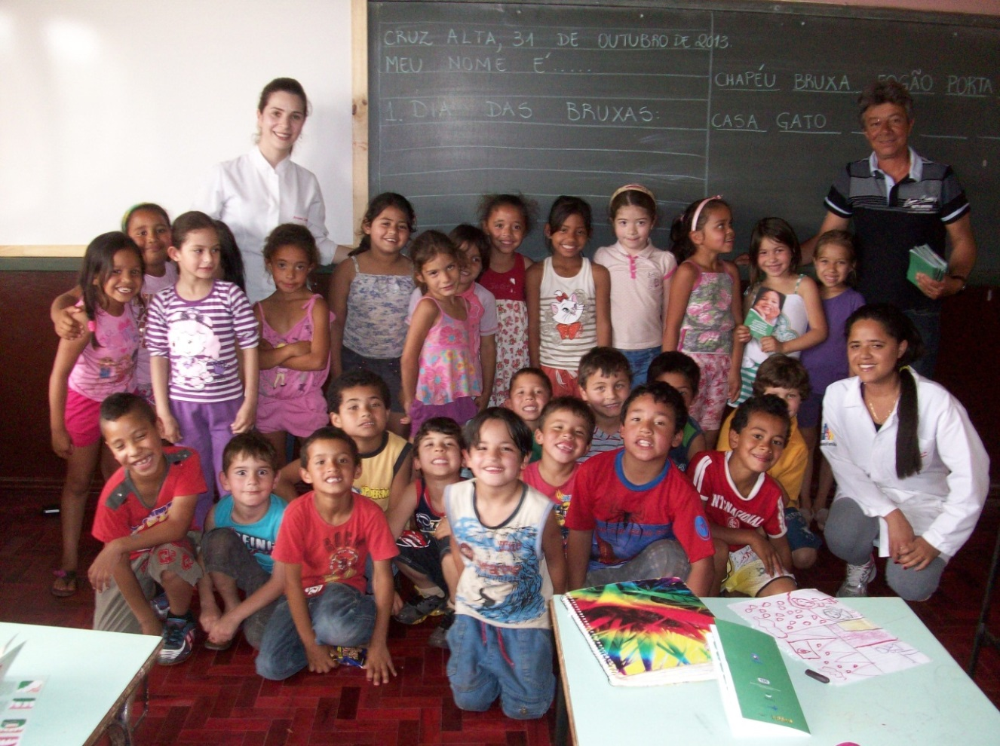 CRUZ ALTA, 31 DE OUTUBRO DE 2013.
MEU NOME É.....
1. DIA DAS BRUXAS:
CHAPÉU BRUXA FOGÃO PORTA
CASA GATO
INTERNACIONAL